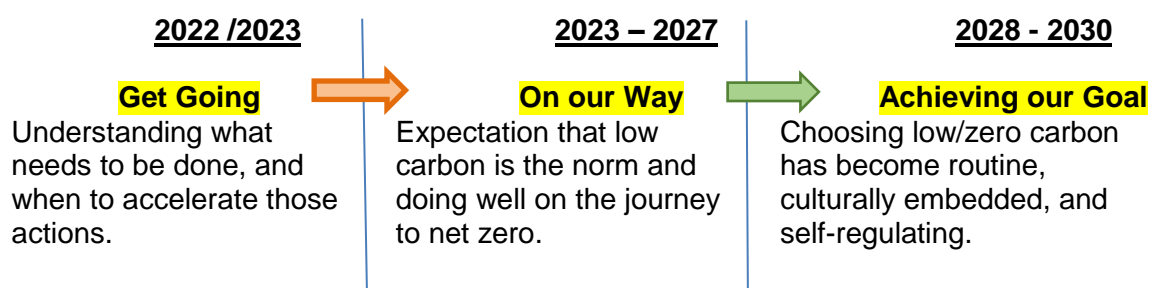 2022 /2023
Get Going
Understanding what
needs to be done, and
when to accelerate those
actions.
2023 – 2027
On our Way
Expectation that low
carbon is the norm and
doing well on the journey
to net zero.
2028 - 2030
Achieving our Goal
Choosing low/zero carbon
has become routine,
culturally embedded, and
self-regulating.